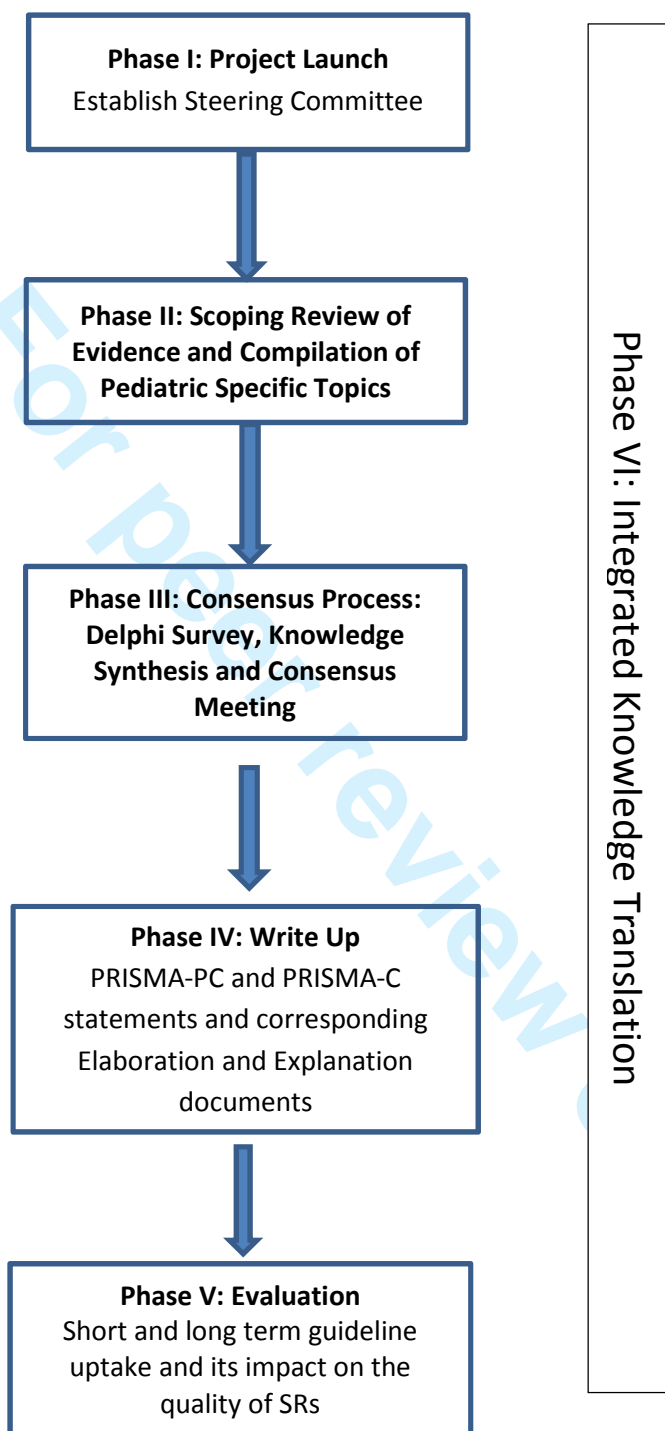 Phase I: Project Launch
Establish Steering Committee
Phase II: Scoping Review of
Evidence and Compilation of
Pediatric Specific Topics
Phase III: Consensus Process:
Delphi Survey, Knowledge
Synthesis and Consensus
Meeting
Phase IV: Write Up
PRISMA-PC and PRISMA-C
statements and corresponding
Elaboration and Explanation
documents
Phase V: Evaluation
Short and long term guideline
uptake and its impact on the
quality of SRs
Phase VI: Integrated Knowledge Translation
For peer review